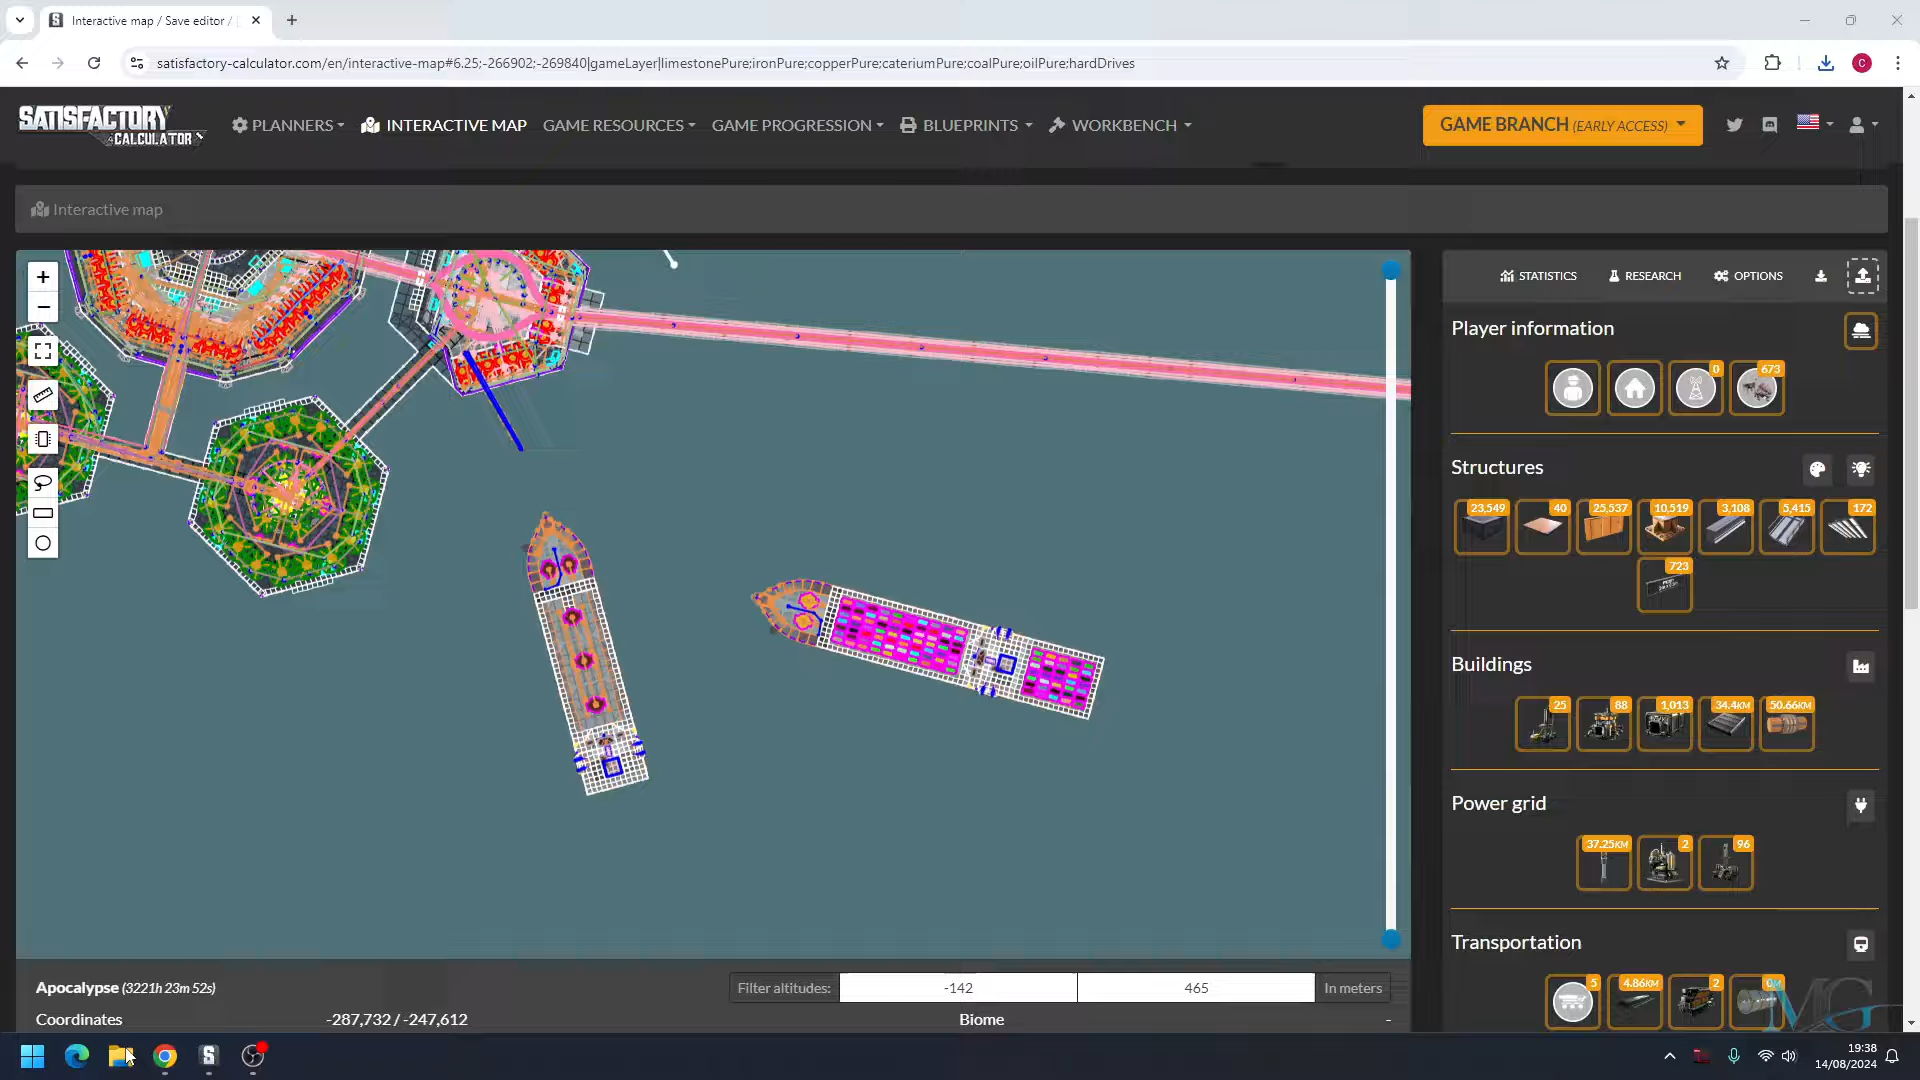 Interactive map / Save editor /
satisfactory-calculator.com/en/interactive-map#6.25;-266902;-269840|gameLayer|limestonePure;ironPure;copperPure;cateriumPure;coalPure;oilPure;hardDrives
C
SATISFACTORY
CALCULATOR
PLANNERS
INTERACTIVE MAP
GAME RESOURCES
GAME PROGRESSION
BLUEPRINTS
WORKBENCH
GAME BRANCH (EARLY ACCESS)
Interactive map
+
−
STATISTICS
RESEARCH
OPTIONS
Player information
0
673
Structures
23,549
40
25,537
10,519
3,108
5,415
172
723
Buildings
25
88
1,013
34.4KM
50.66KM
Power grid
37.25KM
2
96
Transportation
5
4.86KM
2
0M
MG
Apocalypse (3221h 23m 52s)
Filter altitudes:
-142
465
In meters
Coordinates
-287,732 / -247,612
Biome
-
19:38
14/08/2024